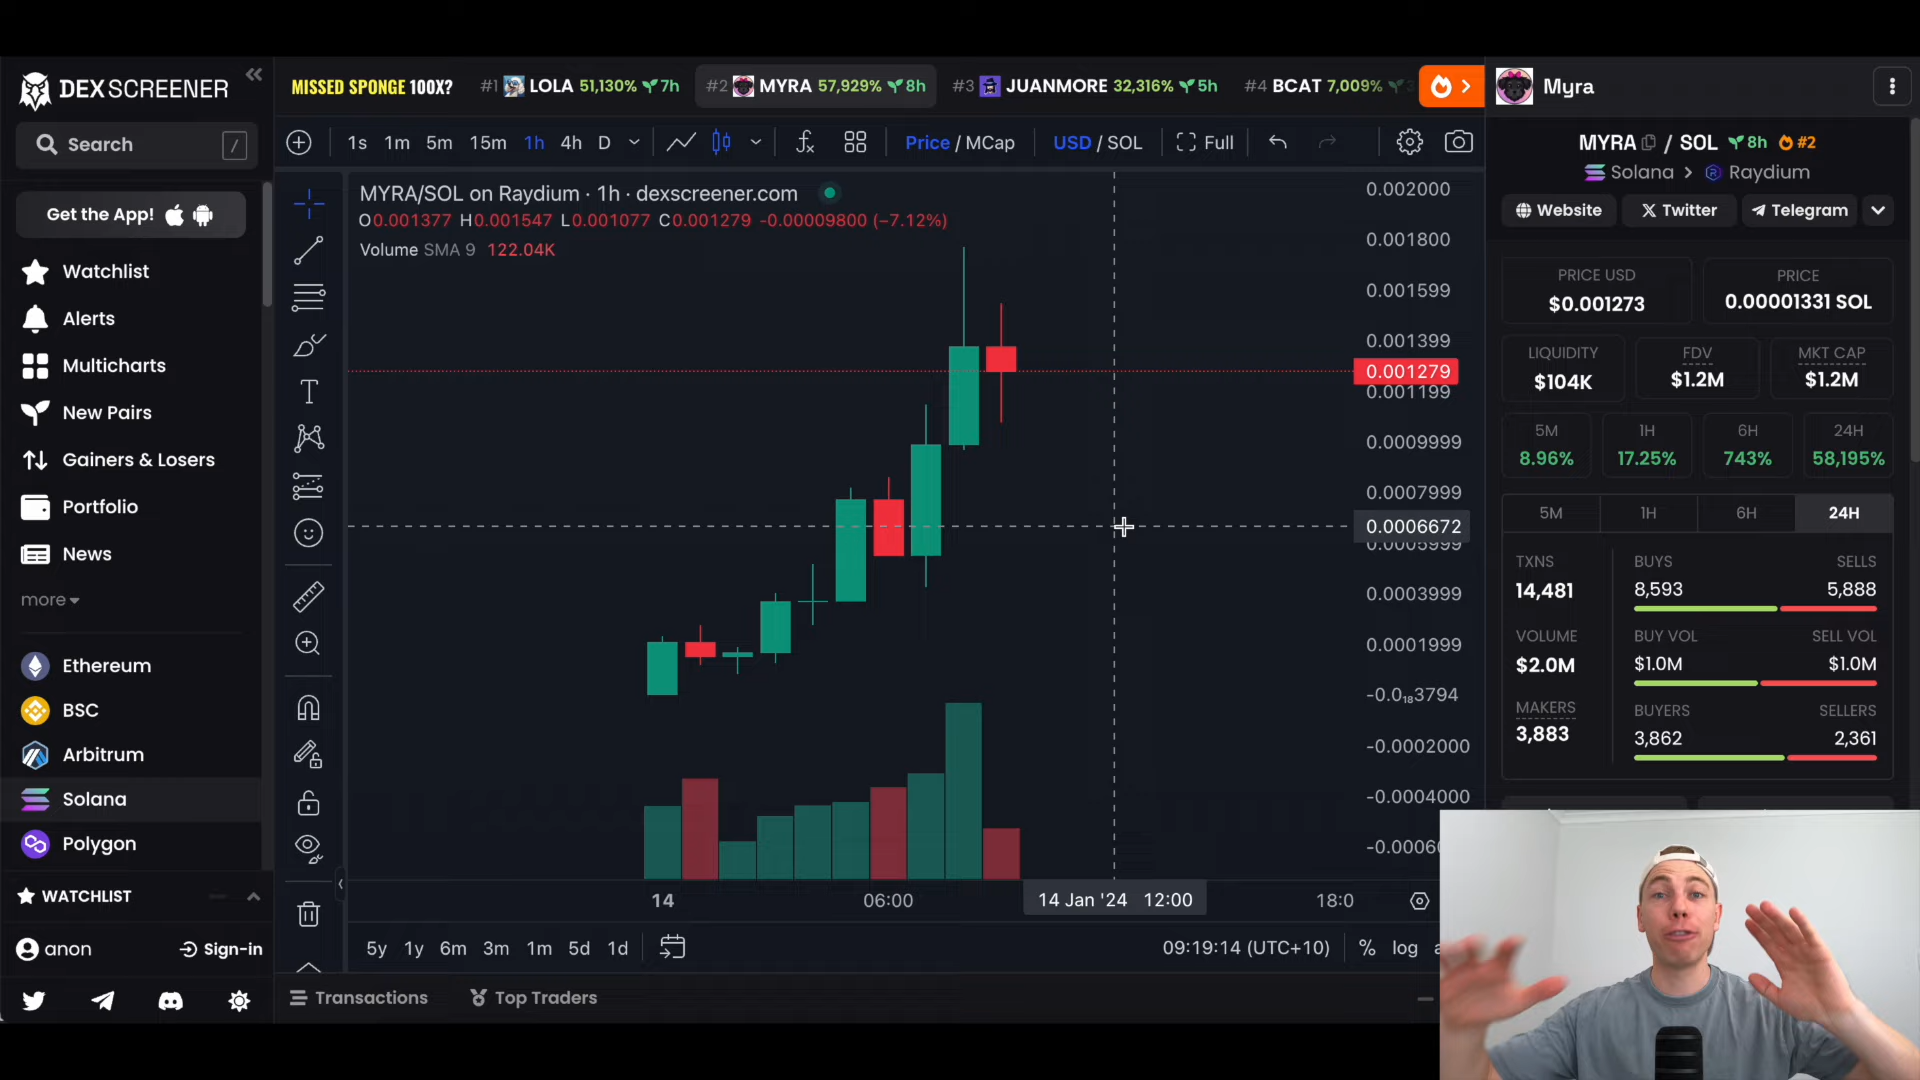 DEX SCREENER
Search /
Get the App!
Watchlist
Alerts
Multicharts
New Pairs
Gainers & Losers
Portfolio
News
more
Ethereum
BSC
Arbitrum
Solana
Polygon
WATCHLIST
anon Sign-in
MISSED SPONGE 100X? #1 LOLA 51,130% 7h #2 MYRA 57,929% 8h #3 JUANMORE 32,316% 5h #4 BCAT 7,009%
1s 1m 5m 15m 1h 4h D Price / MCap USD / SOL Full
MYRA/SOL on Raydium · 1h · dexscreener.com
O0.001377 H0.001547 L0.001077 C0.001279 -0.00009800 (−7.12%)
Volume SMA 9 122.04K
0.002000
0.001800
0.001599
0.001399
0.001279
0.001199
0.0009999
0.0007999
0.0006672
0.0005999
0.0003999
0.0001999
-0.0₁₈3794
-0.0002000
-0.0004000
14 06:00 14 Jan '24 12:00 18:0
5y 1y 6m 3m 1m 5d 1d 09:19:14 (UTC+10) % log
Transactions Top Traders
Myra
MYRA / SOL 8h #2
Solana > Raydium
Website Twitter Telegram
PRICE USD PRICE
$0.001273 0.00001331 SOL
LIQUIDITY FDV MKT CAP
$104K $1.2M $1.2M
5M 1H 6H 24H
8.96% 17.25% 743% 58,195%
5M 1H 6H 24H
TXNS BUYS SELLS
14,481 8,593 5,888
VOLUME BUY VOL SELL VOL
$2.0M $1.0M $1.0M
MAKERS BUYERS SELLERS
3,883 3,862 2,361